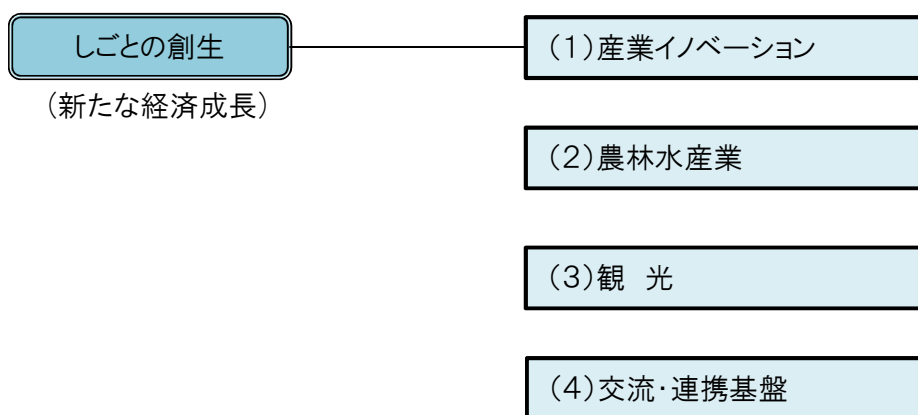 しごとの創生
（新たな経済成長）
（１）産業イノベーション
（２）農林水産業
（３）観　光
（４）交流・連携基盤